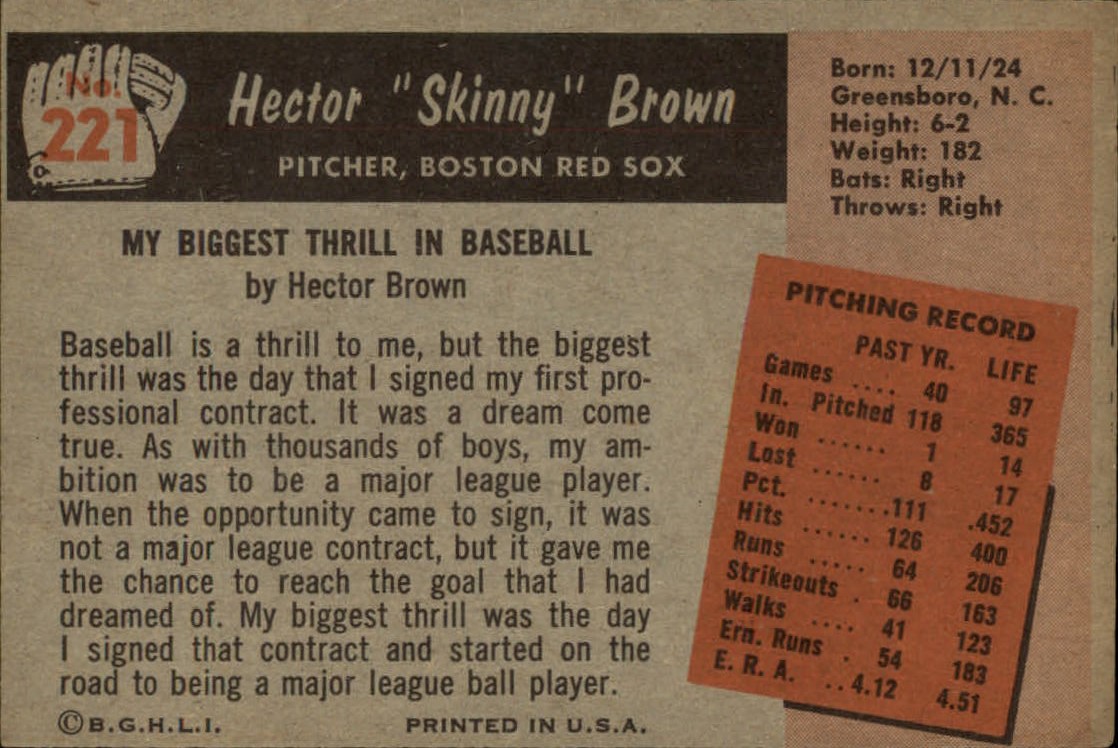 No.
221
Hector "Skinny" Brown
PITCHER, BOSTON RED SOX
Born: 12/11/24
Greensboro, N. C.
Height: 6-2
Weight: 182
Bats: Right
Throws: Right
MY BIGGEST THRILL IN BASEBALL
by Hector Brown
Baseball is a thrill to me, but the biggest
thrill was the day that I signed my first pro-
fessional contract. It was a dream come
true. As with thousands of boys, my am-
bition was to be a major league player.
When the opportunity came to sign, it was
not a major league contract, but it gave me
the chance to reach the goal that I had
dreamed of. My biggest thrill was the day
I signed that contract and started on the
road to being a major league ball player.
©B.G.H.L.I. PRINTED IN U.S.A.
PITCHING RECORD
PAST YR. LIFE
Games .... 40 97
In. Pitched 118 365
Won ...... 1 14
Lost ...... 8 17
Pct. .......111 .452
Hits ...... 126 400
Runs ..... 64 206
Strikeouts . 66 163
Walks .... 41 123
Ern. Runs . 54 183
E. R. A. ..4.12 4.51